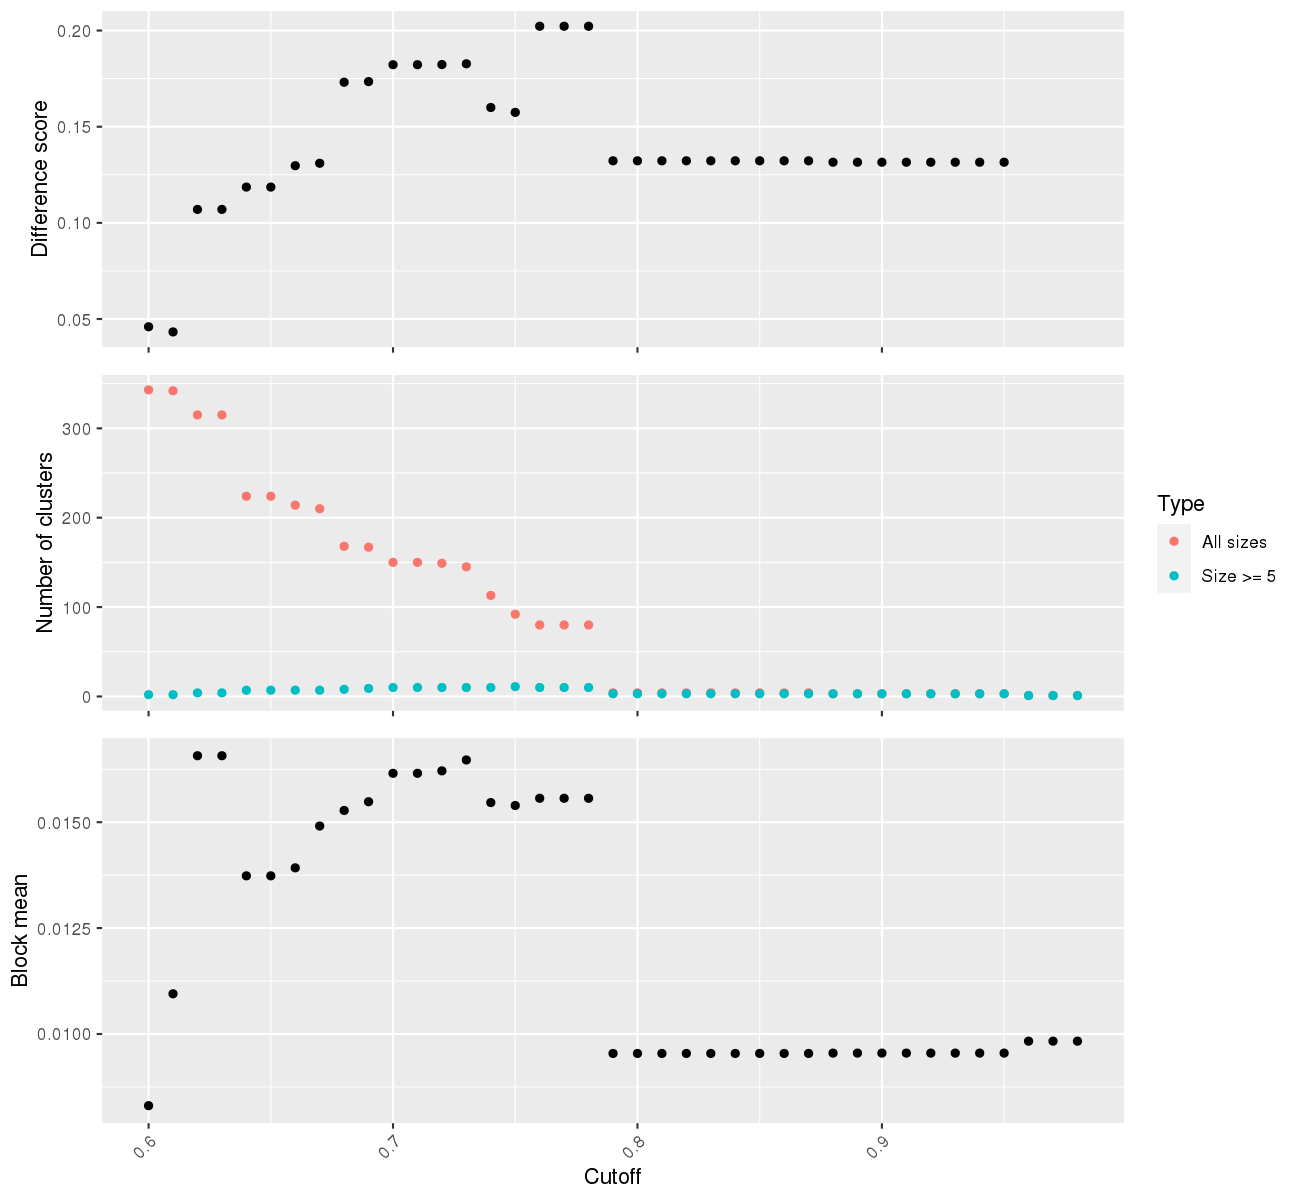 Difference score
0.20
0.15
0.10
0.05
Number of clusters
300
200
100
0
Type
All sizes
Size >= 5
Block mean
0.0150
0.0125
0.0100
0.6
0.7
0.8
0.9
Cutoff